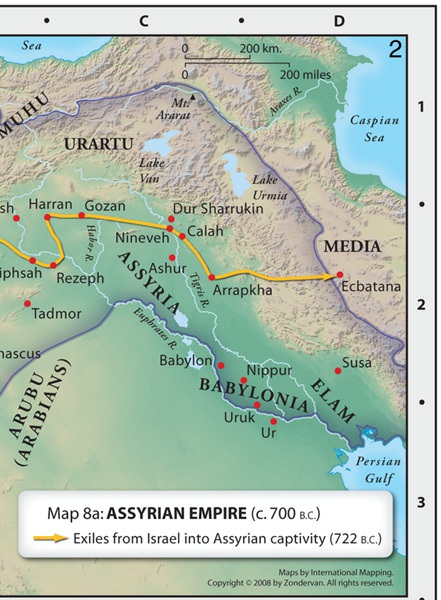 C
D
Sea
0 200 km.
0 200 miles
2
1
Mt.
Ararat
Araxes R.
Caspian
Sea
MUHU
URARTU
Lake
Van
Lake
Urmia
sh
Harran
Gozan
Dur Sharrukin
Nineveh
Calah
Habor R.
MEDIA
iphsah
Rezeph
Ashur
ASSYRIA
Tigris R.
Arrapkha
Ecbatana
2
Tadmor
Euphrates R.
nascus
Babylon
Nippur
Susa
BABYLONIA
ELAM
ARUBU
(ARABIANS)
Uruk
Ur
Persian
Gulf
3
Map 8a: ASSYRIAN EMPIRE (c. 700 B.C.)
Exiles from Israel into Assyrian captivity (722 B.C.)
Maps by International Mapping.
Copyright © 2008 by Zondervan. All rights reserved.